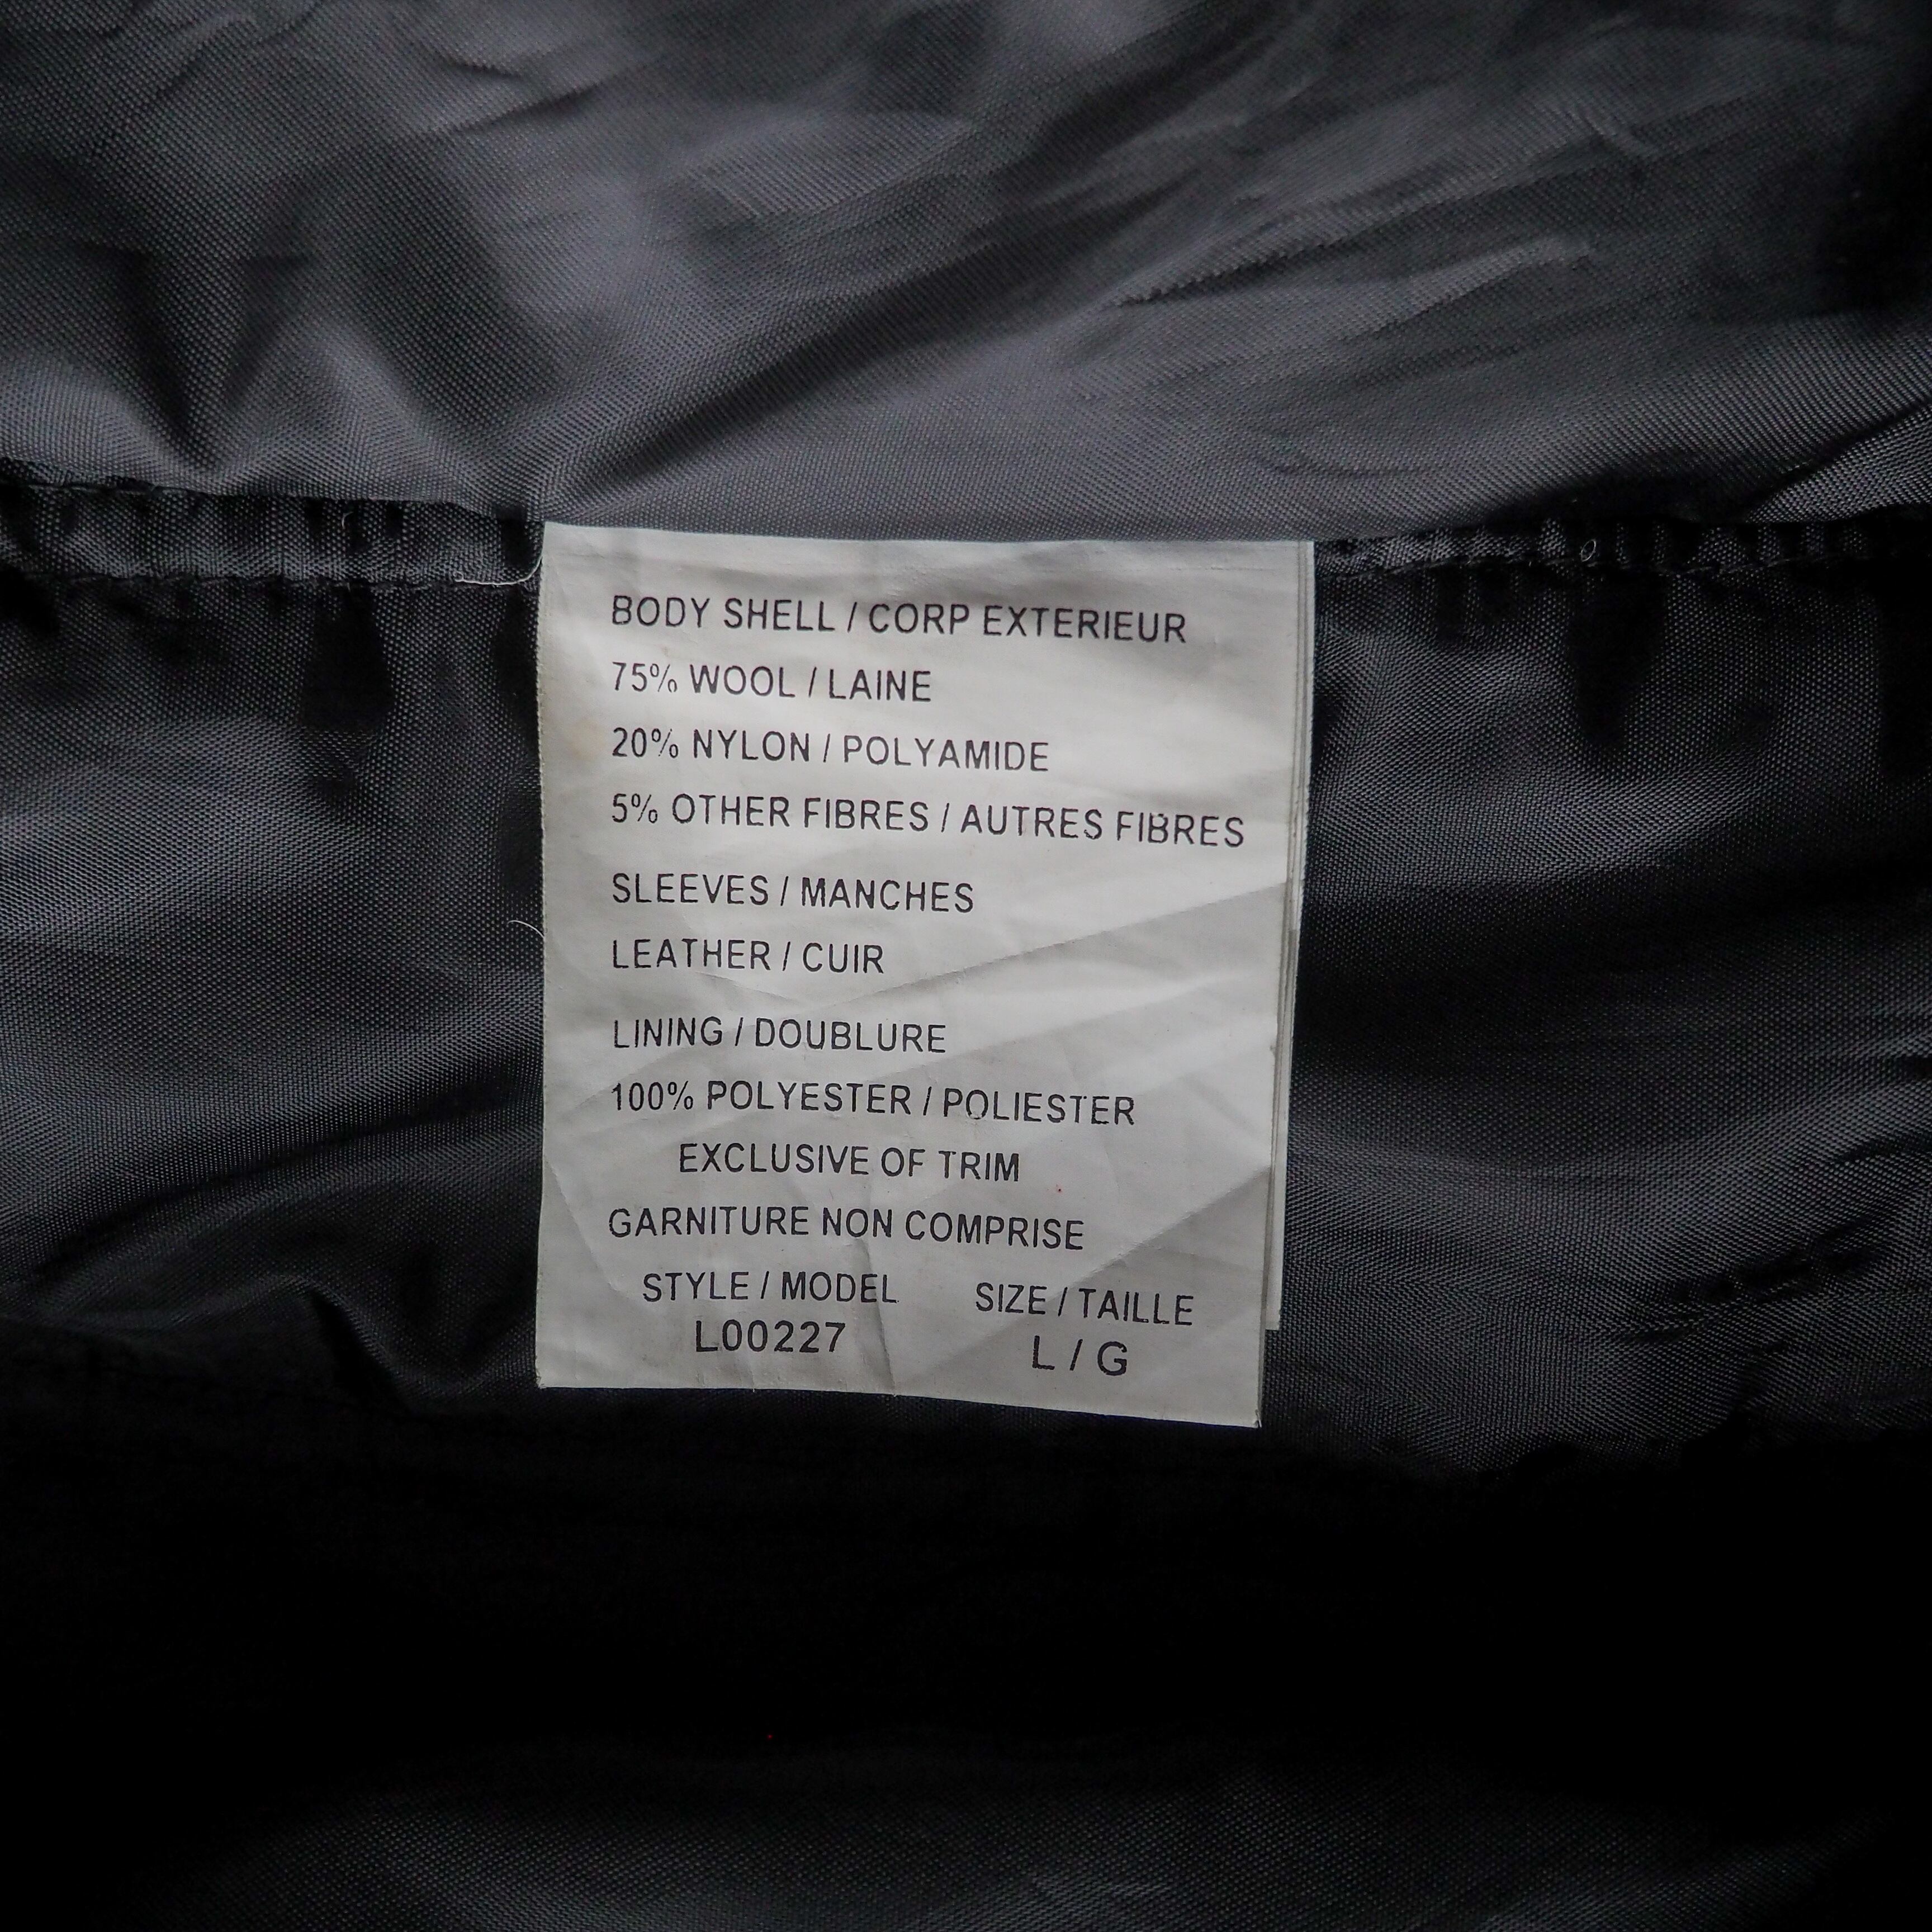 BODY SHELL / CORP EXTERIEUR
75% WOOL / LAINE
20% NYLON / POLYAMIDE
5% OTHER FIBRES / AUTRES FIBRES
SLEEVES / MANCHES
LEATHER / CUIR
LINING / DOUBLURE
100% POLYESTER / POLIESTER
EXCLUSIVE OF TRIM
GARNITURE NON COMPRISE
STYLE / MODEL SIZE / TAILLE
L00227 L / G